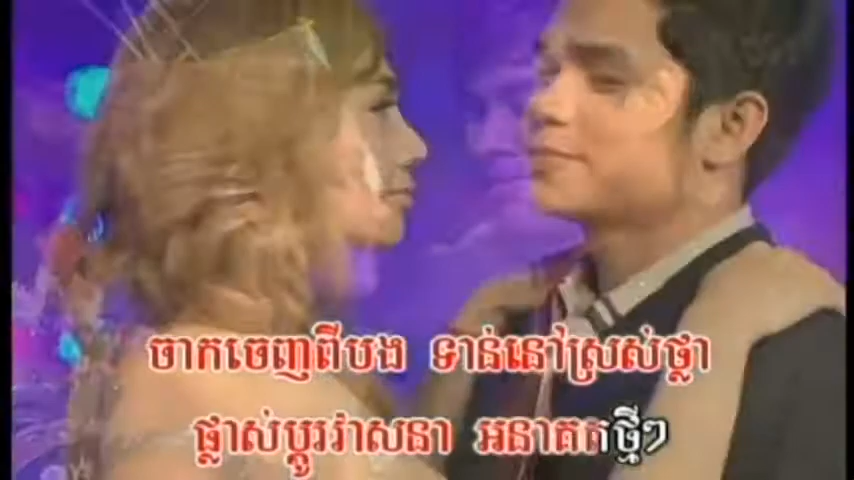 ចាកចេញពីបង ទាន់នៅស្រស់ថ្លា
ផ្លាស់ប្ដូរវាសនា អនាគតថ្មីៗ